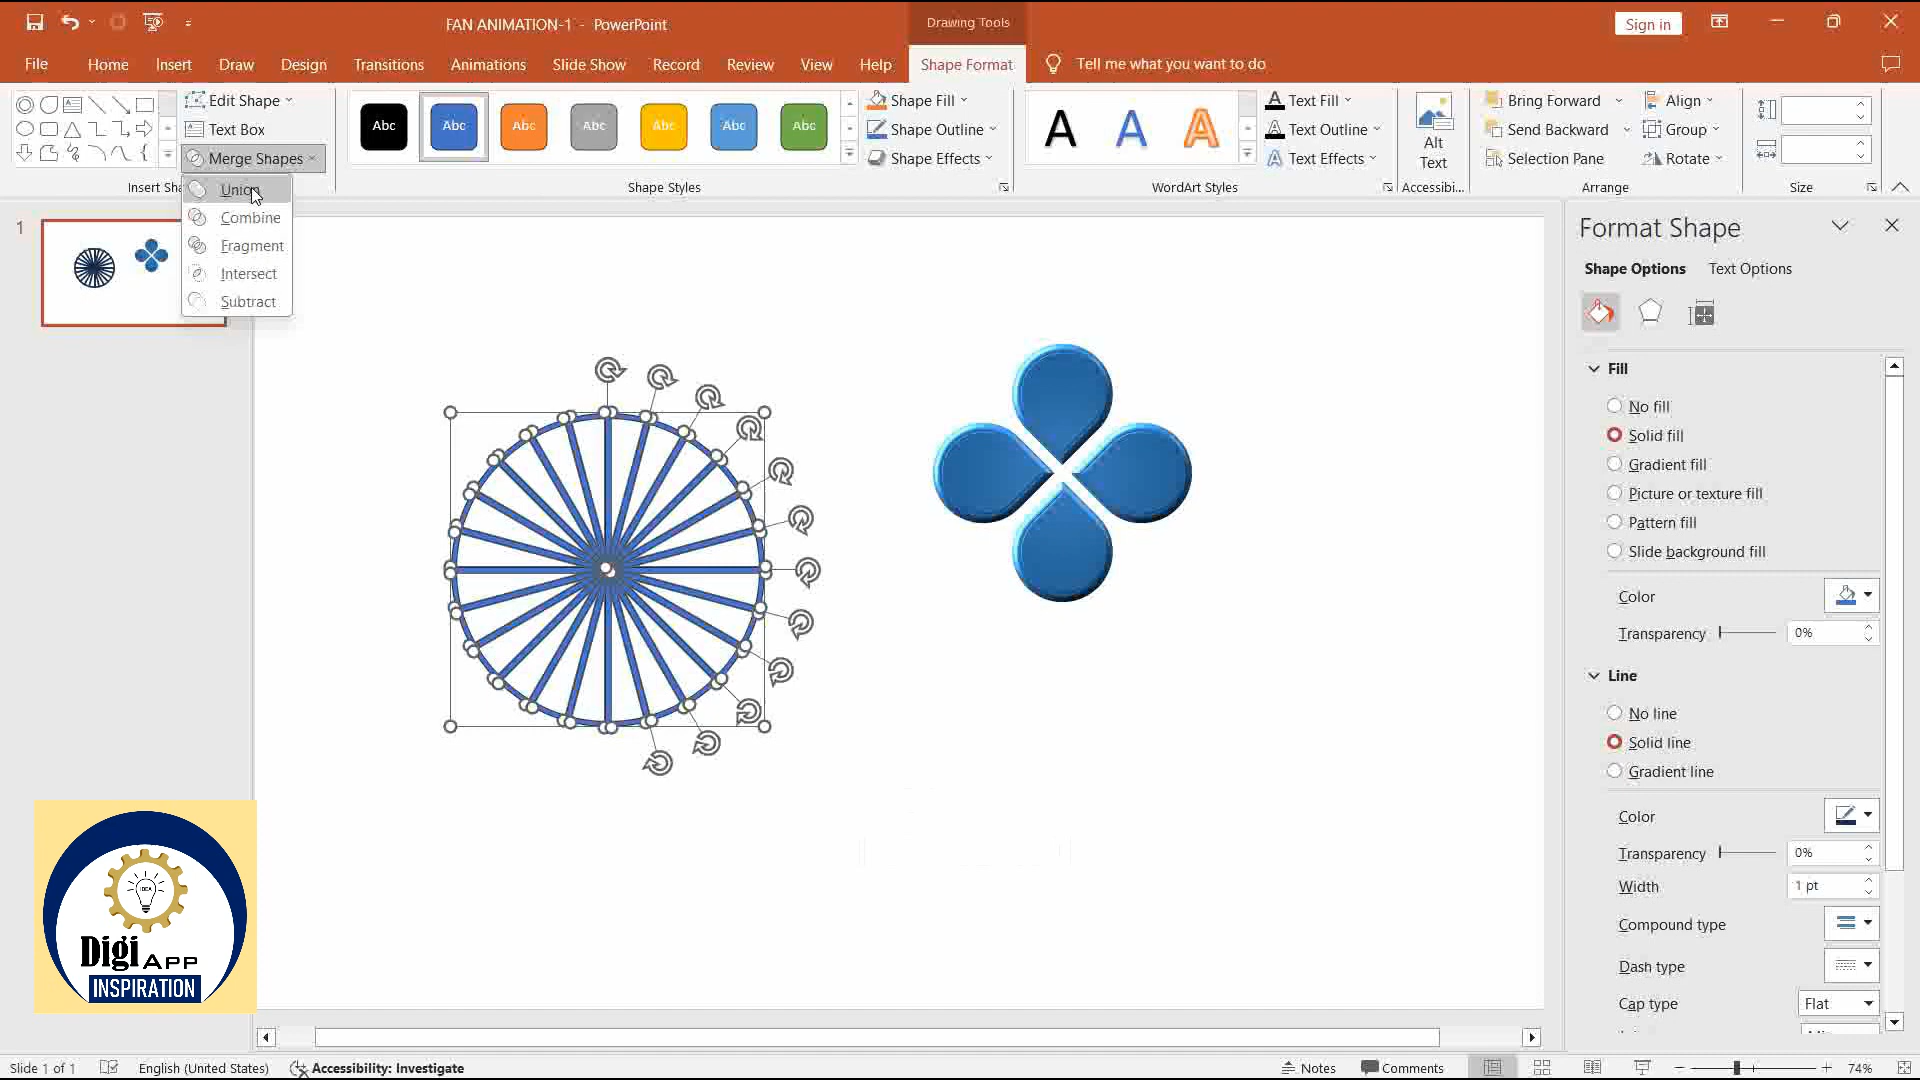 FAN ANIMATION-1 - PowerPoint
Drawing Tools
Sign in
File Home Insert Draw Design Transitions Animations Slide Show Record Review View Help Shape Format Tell me what you want to do
Edit Shape
Text Box
Merge Shapes
Insert Sha
Abc Abc Abc Abc Abc Abc Abc
Shape Styles
Shape Fill
Shape Outline
Shape Effects
A A A
WordArt Styles
Text Fill
Text Outline
Text Effects
Alt
Text
Accessibi...
Bring Forward
Send Backward
Selection Pane
Align
Group
Rotate
Arrange
Size
Union
Combine
Fragment
Intersect
Subtract
1
Format Shape
Shape Options Text Options
Fill
No fill
Solid fill
Gradient fill
Picture or texture fill
Pattern fill
Slide background fill
Color
Transparency 0%
Line
No line
Solid line
Gradient line
Color
Transparency 0%
Width 1 pt
Compound type
Dash type
Cap type Flat
IDEA
Digi APP
INSPIRATION
Slide 1 of 1 English (United States) Accessibility: Investigate Notes Comments 74%